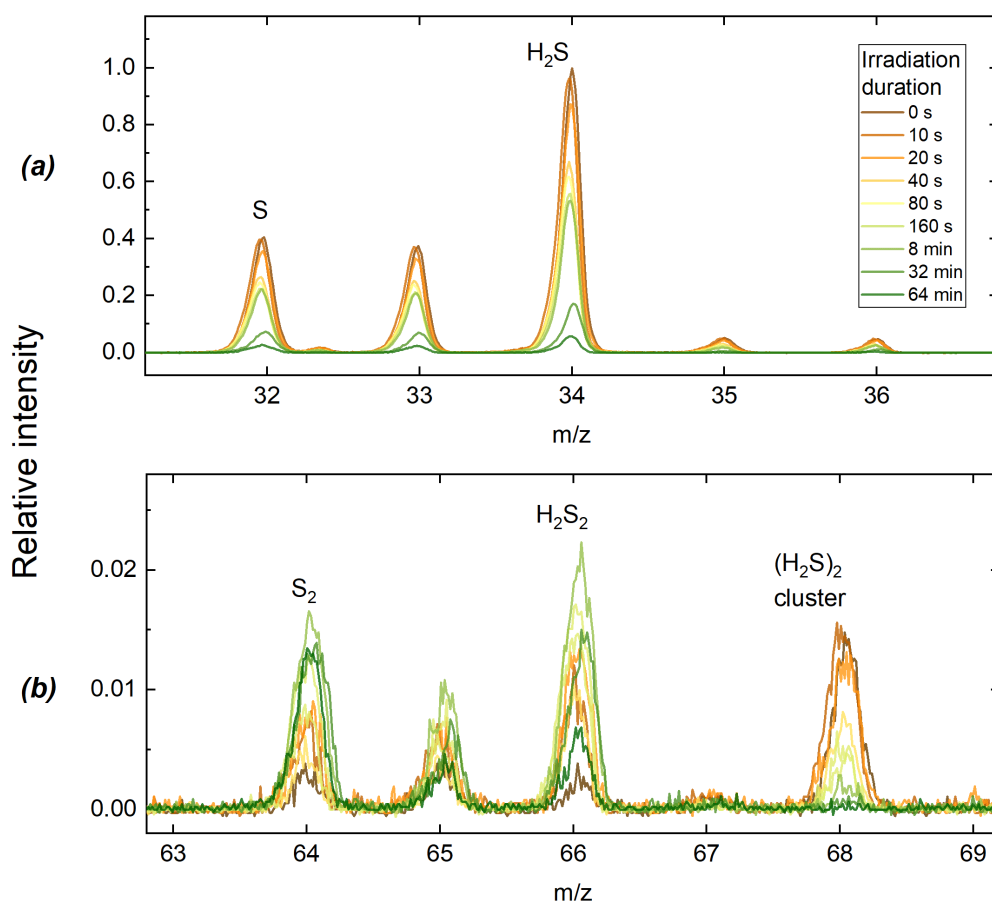 (a)
1.0
0.8
0.6
0.4
0.2
0.0
S
H₂S
Irradiation
duration
0 s
10 s
20 s
40 s
80 s
160 s
8 min
32 min
64 min
32 33 34 35 36
m/z
Relative intensity
(b)
0.02
0.01
0.00
S₂
H₂S₂
(H₂S)₂
cluster
63 64 65 66 67 68 69
m/z